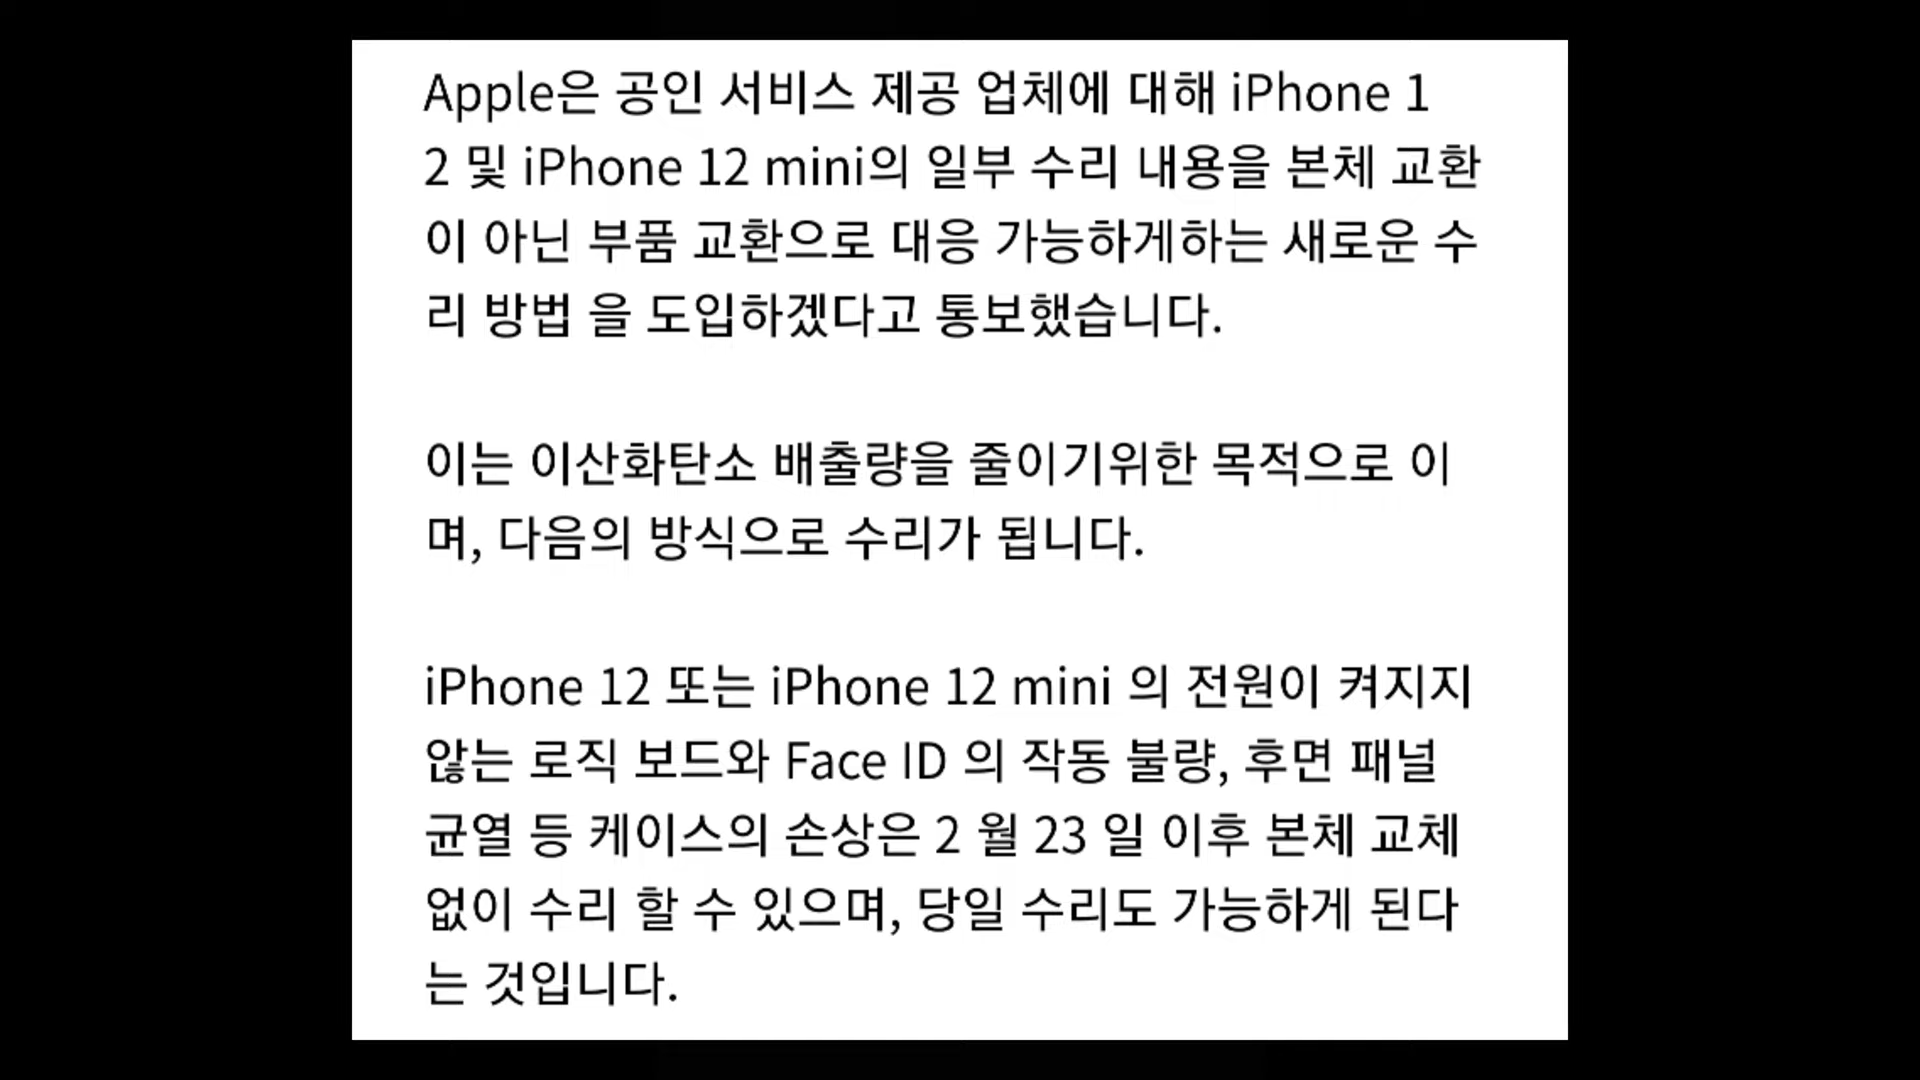 Apple은 공인 서비스 제공 업체에 대해 iPhone 1
2 및 iPhone 12 mini의 일부 수리 내용을 본체 교환
이 아닌 부품 교환으로 대응 가능하게하는 새로운 수
리 방법 을 도입하겠다고 통보했습니다.
이는 이산화탄소 배출량을 줄이기위한 목적으로 이
며, 다음의 방식으로 수리가 됩니다.
iPhone 12 또는 iPhone 12 mini 의 전원이 켜지지
않는 로직 보드와 Face ID 의 작동 불량, 후면 패널
균열 등 케이스의 손상은 2 월 23 일 이후 본체 교체
없이 수리 할 수 있으며, 당일 수리도 가능하게 된다
는 것입니다.